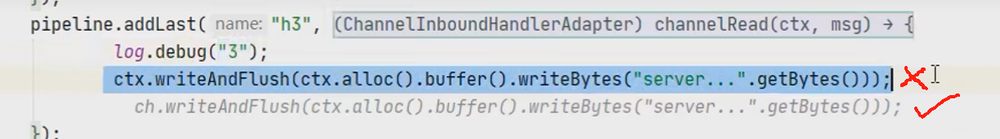 });
pipeline.addLast( name: "h3", (ChannelInboundHandlerAdapter) channelRead(ctx, msg) → {
log.debug("3");
ctx.writeAndFlush(ctx.alloc().buffer().writeBytes("server...".getBytes()));
ch.writeAndFlush(ctx.alloc().buffer().writeBytes("server...".getBytes()));
});